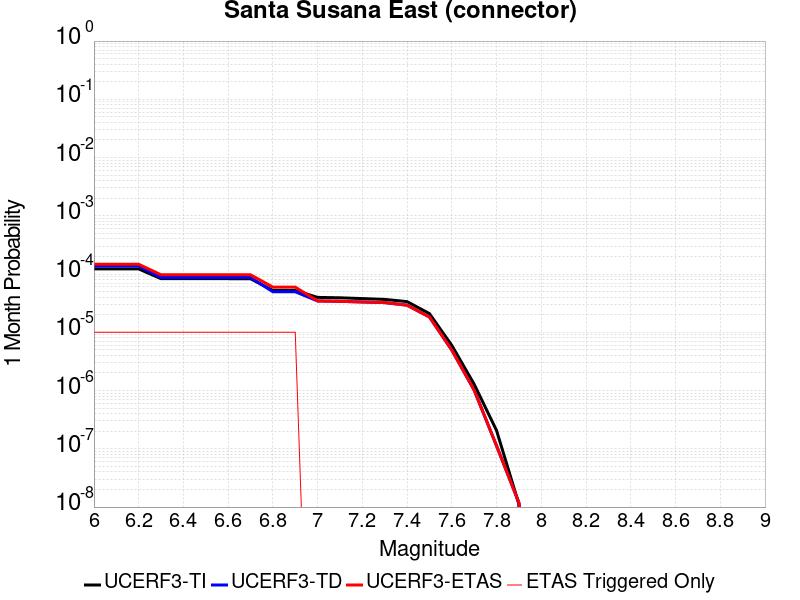 Santa Susana East (connector)
10^0
10^-1
10^-2
10^-3
10^-4
10^-5
10^-6
10^-7
10^-8
1 Month Probability
6 6.2 6.4 6.6 6.8 7 7.2 7.4 7.6 7.8 8 8.2 8.4 8.6 8.8 9
Magnitude
UCERF3-TI UCERF3-TD UCERF3-ETAS ETAS Triggered Only